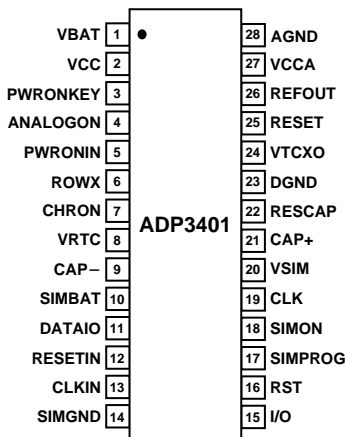 VBAT 1 28 AGND
VCC 2 27 VCCA
PWRONKEY 3 26 REFOUT
ANALOGON 4 25 RESET
PWRONIN 5 24 VTCXO
ROWX 6 23 DGND
CHRON 7 22 RESCAP
ADP3401
VRTC 8 21 CAP+
CAP− 9 20 VSIM
SIMBAT 10 19 CLK
DATAIO 11 18 SIMON
RESETIN 12 17 SIMPROG
CLKIN 13 16 RST
SIMGND 14 15 I/O